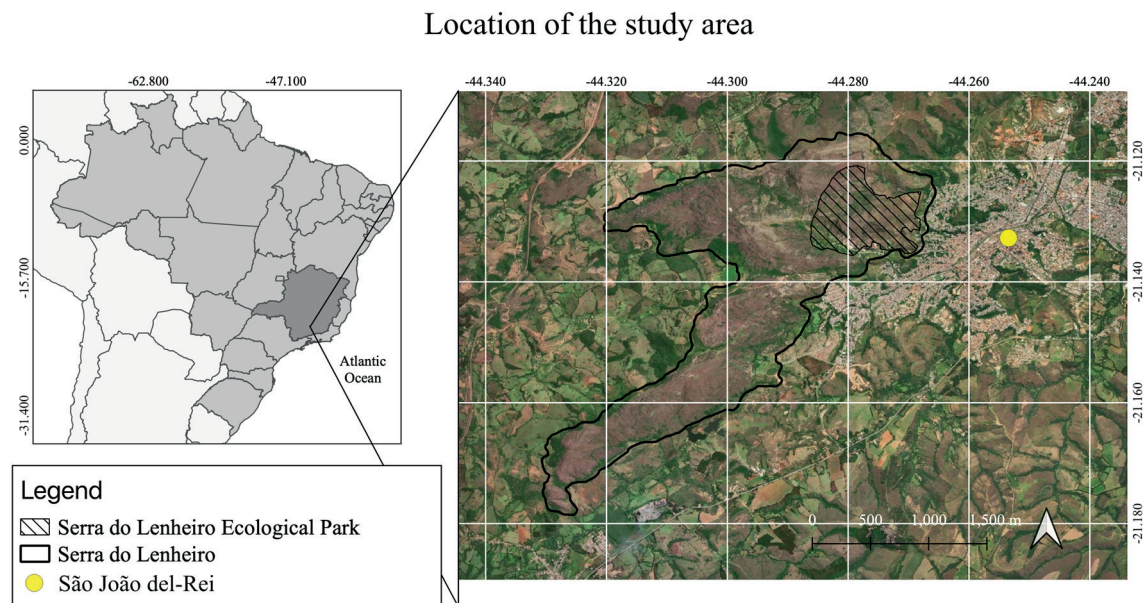 Location of the study area
-62.800 -47.100
0.000
-15.700
-31.400
Atlantic
Ocean
-44.340 -44.320 -44.300 -44.280 -44.260 -44.240
-21.120
-21.140
-21.160
-21.180
0 500 1,000 1,500 m
Legend
Serra do Lenheiro Ecological Park
Serra do Lenheiro
São João del-Rei